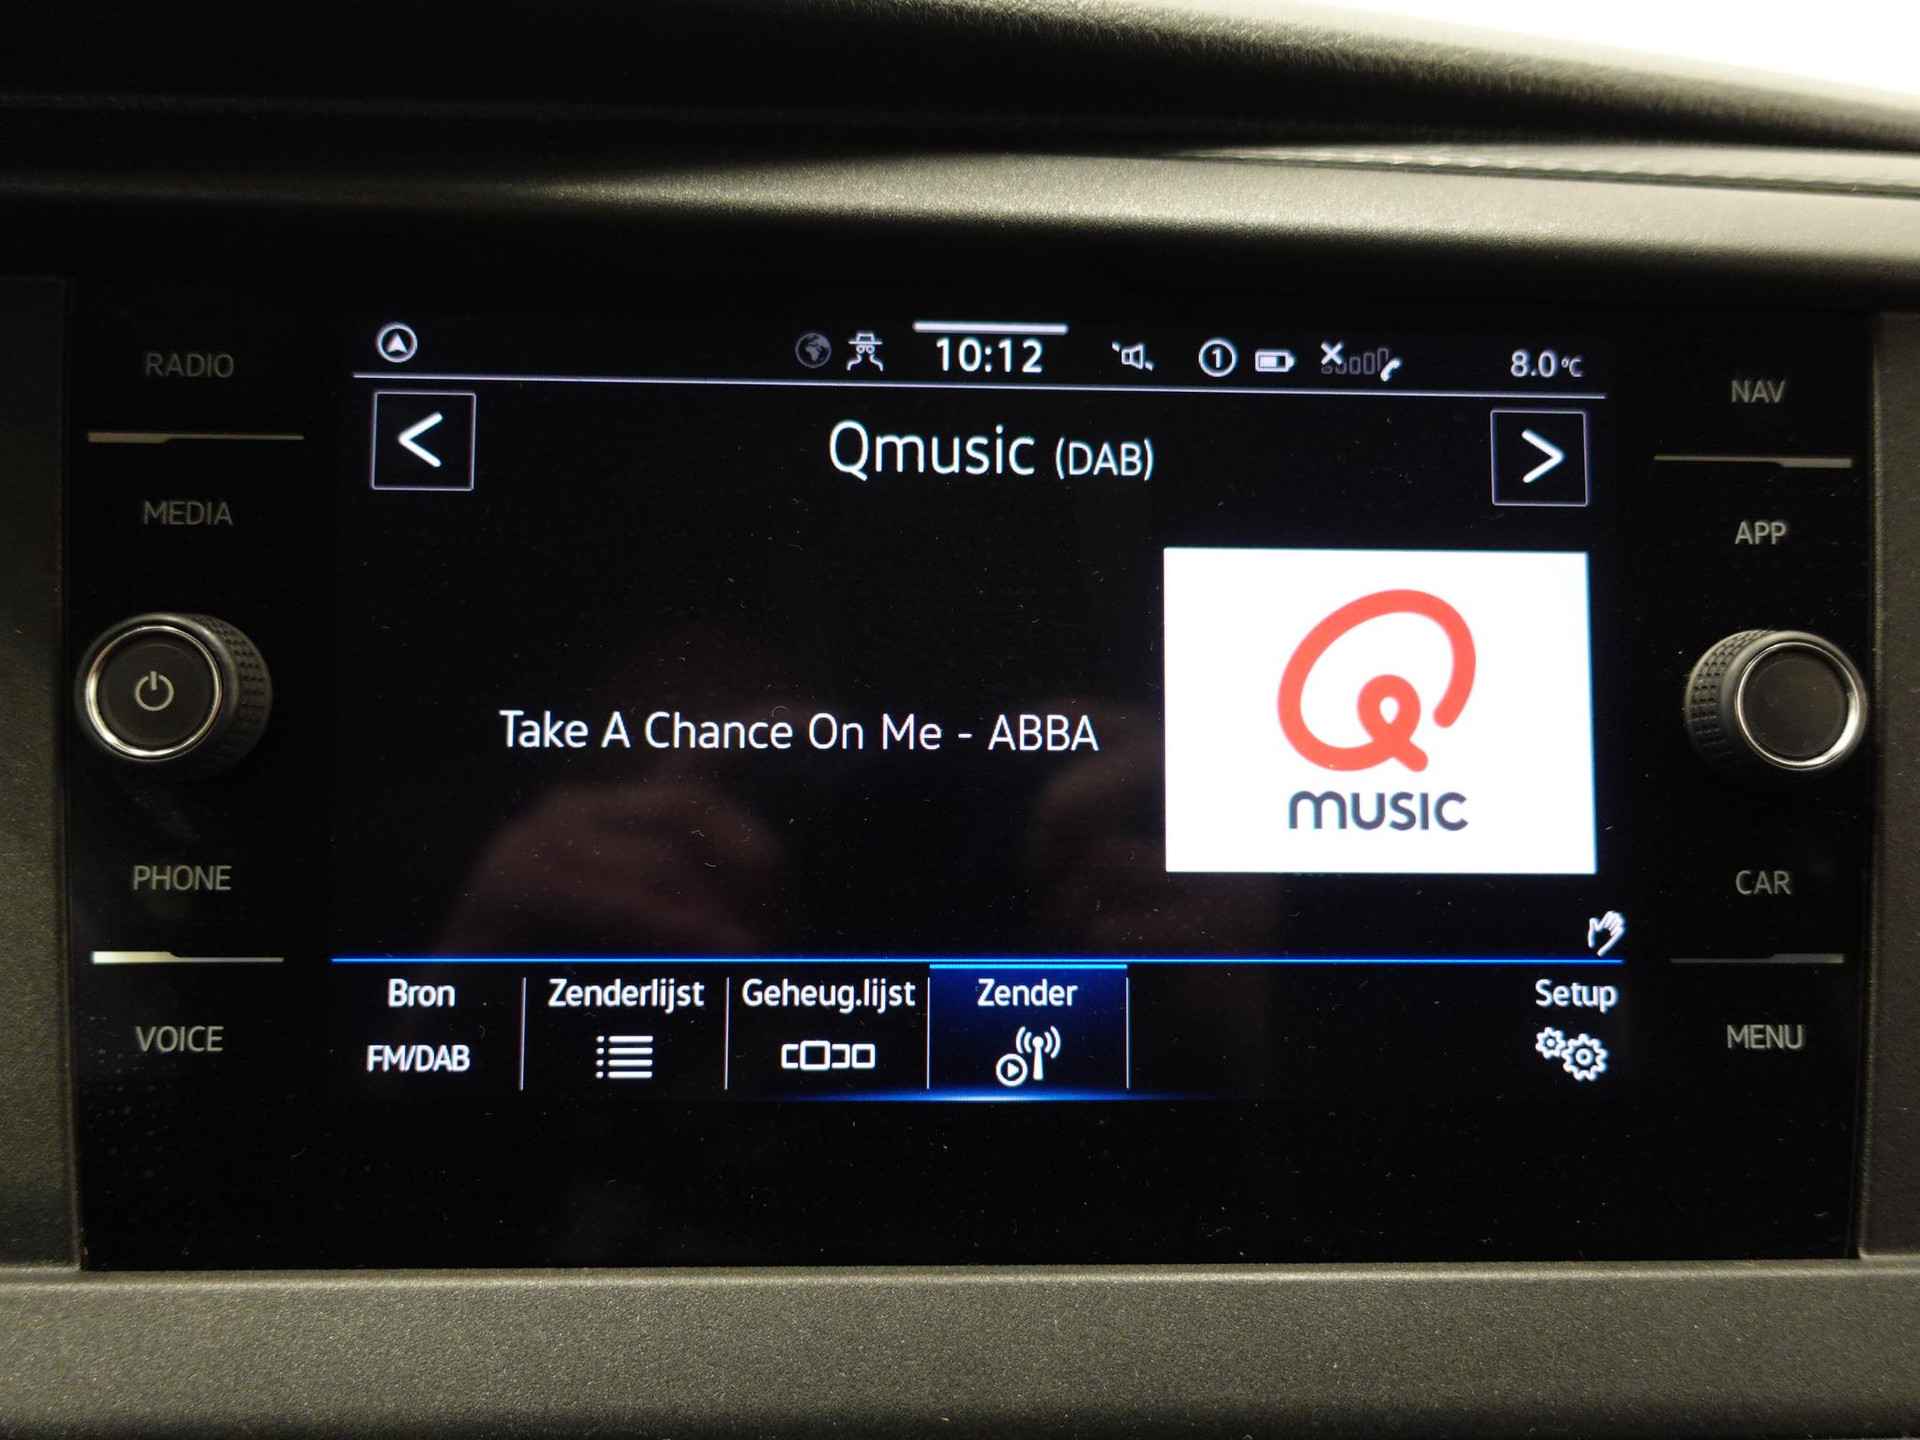 RADIO
MEDIA
PHONE
VOICE
10:12
1
8.0°C
<
Qmusic (DAB)
>
Take A Chance On Me - ABBA
Q
MUSIC
Bron
FM/DAB
Zenderlijst
Geheug.lijst
Zender
Setup
NAV
APP
CAR
MENU